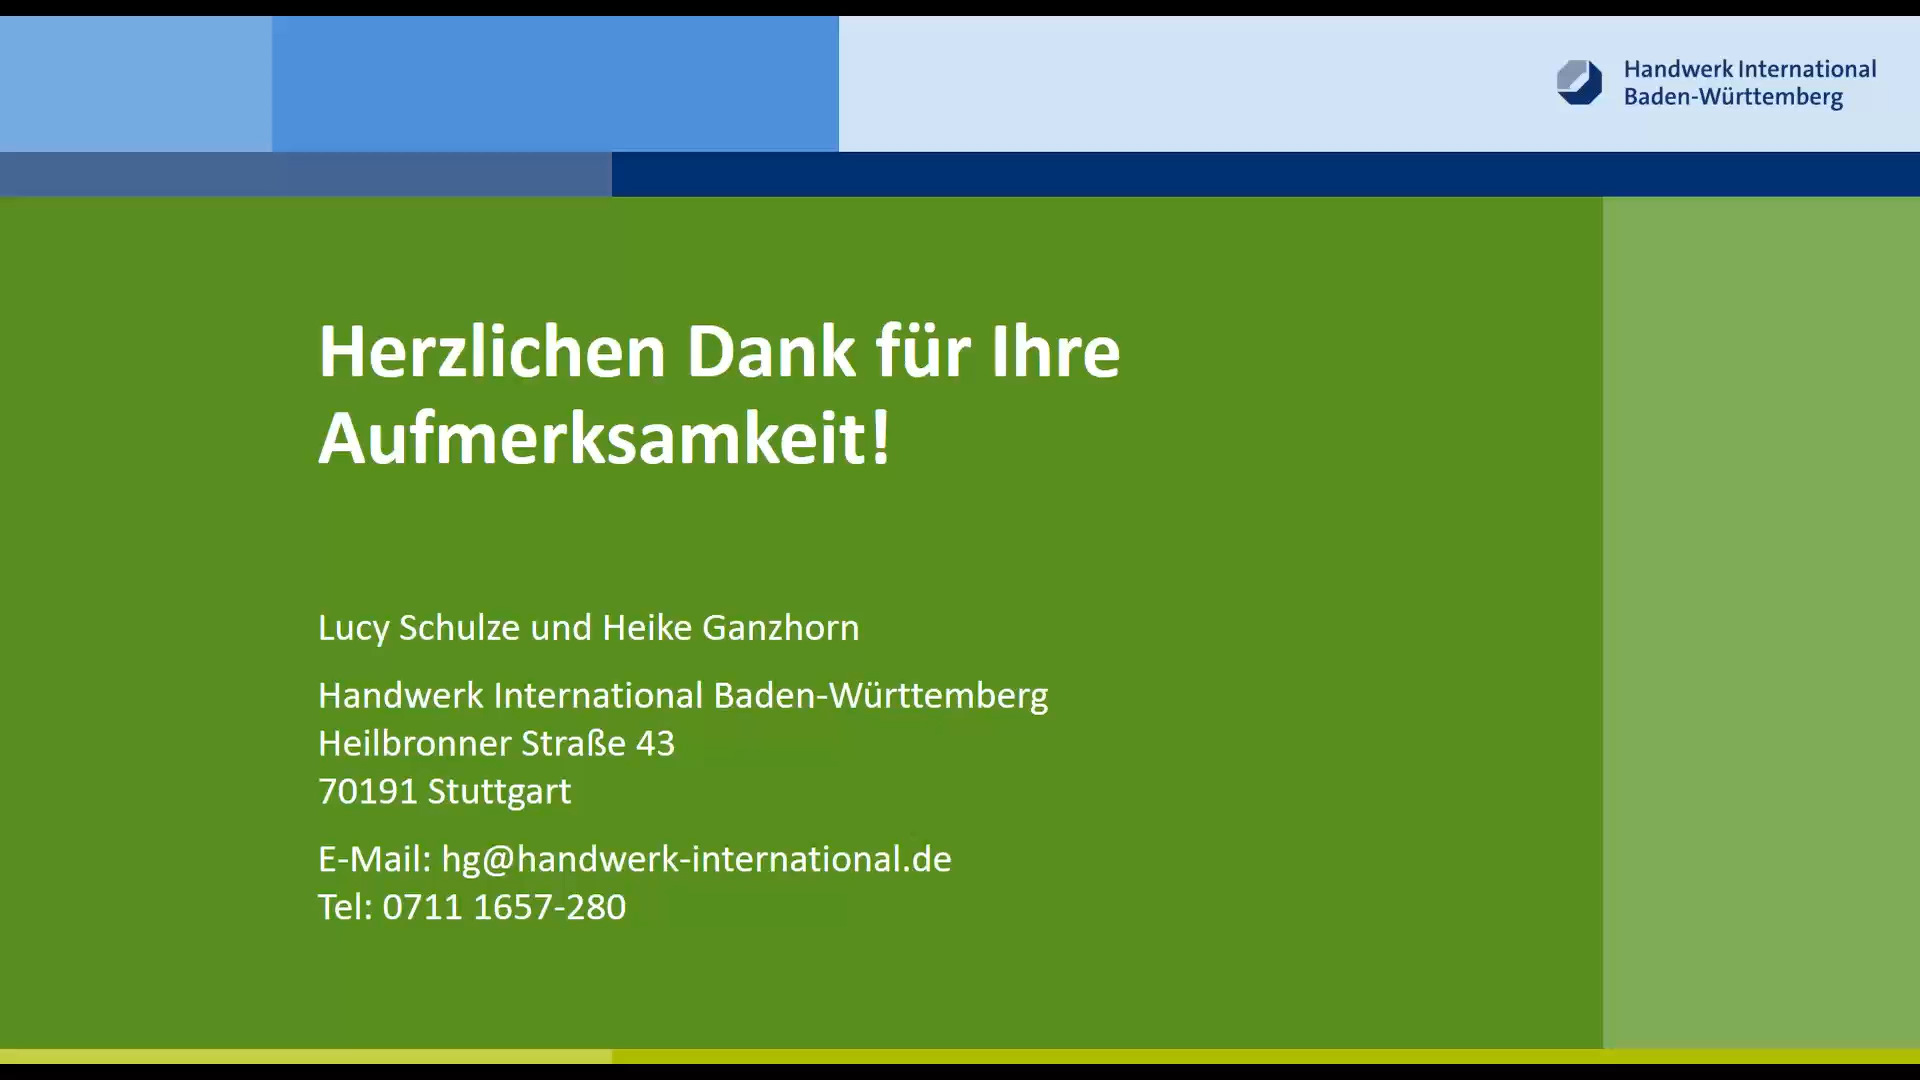 Handwerk International
Baden-Württemberg
Herzlichen Dank für Ihre
Aufmerksamkeit!
Lucy Schulze und Heike Ganzhorn
Handwerk International Baden-Württemberg
Heilbronner Straße 43
70191 Stuttgart
E-Mail: hg@handwerk-international.de
Tel: 0711 1657-280